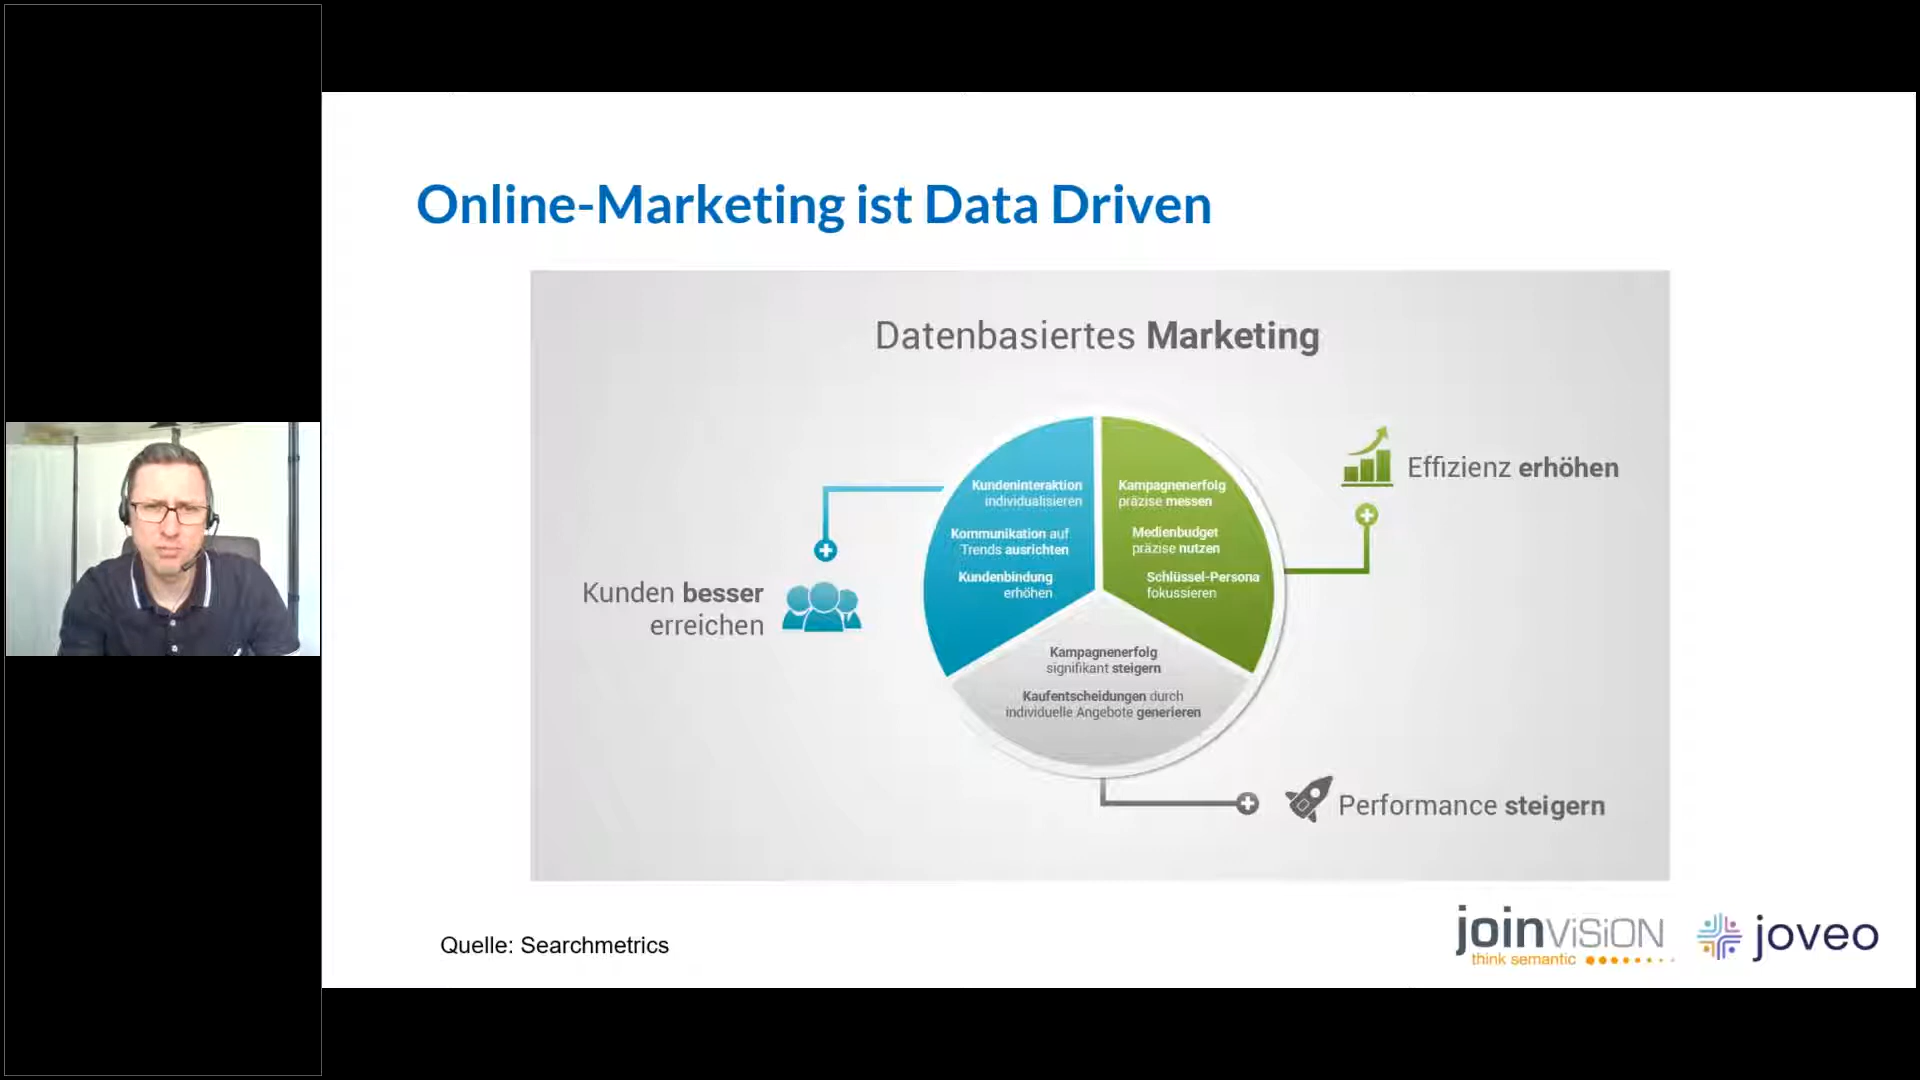 Online-Marketing ist Data Driven
Datenbasiertes Marketing
Kunden besser
erreichen
Kundeninteraktion
individualisieren
Kommunikation auf
Trends ausrichten
Kundenbindung
erhöhen
Kampagnenerfolg
präzise messen
Medienbudget
präzise nutzen
Schlüssel-Persona
fokussieren
Effizienz erhöhen
Kampagnenerfolg
signifikant steigern
Kaufentscheidungen durch
individuelle Angebote generieren
Performance steigern
Quelle: Searchmetrics
joinvision
think semantic
joveo